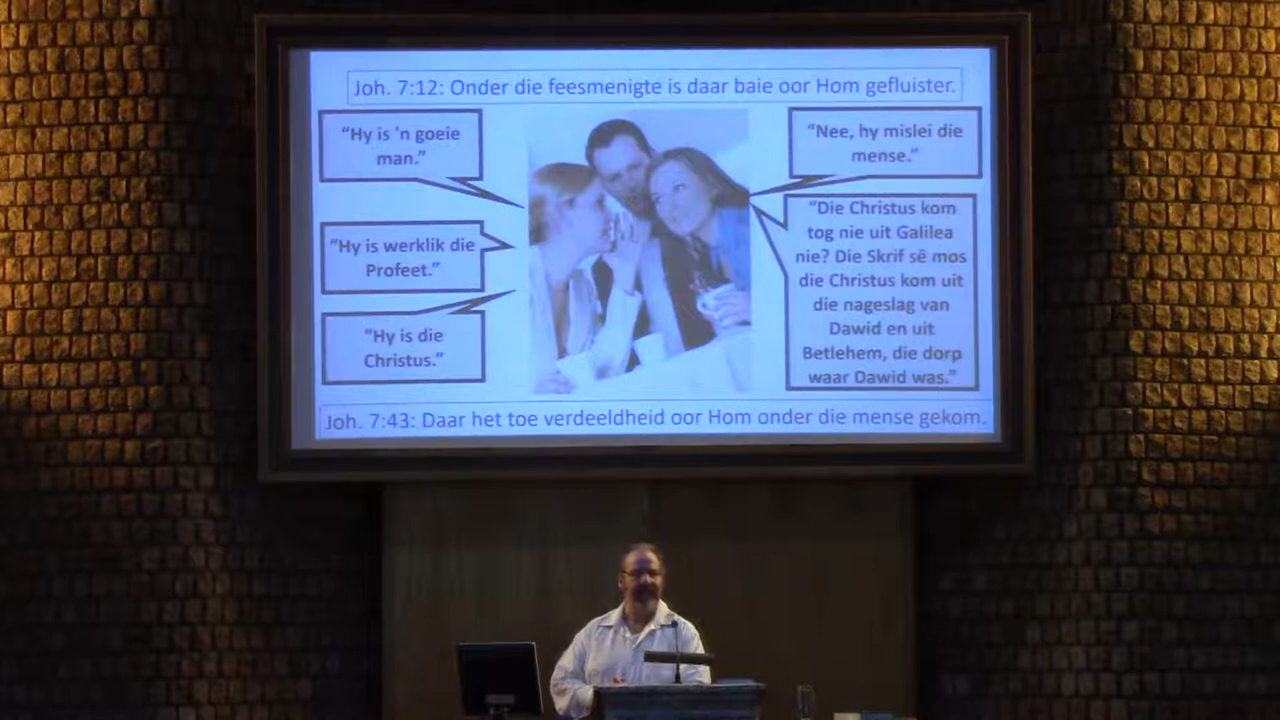 Joh. 7:12: Onder die feesmenigte is daar baie oor Hom gefluister.
“Hy is 'n goeie
man.”
“Hy is werklik die
Profeet.”
“Hy is die
Christus.”
“Nee, hy mislei die
mense.”
“Die Christus kom
tog nie uit Galilea
nie? Die Skrif sê mos
die Christus kom uit
die nageslag van
Dawid en uit
Betlehem, die dorp
waar Dawid was.”
Joh. 7:43: Daar het toe verdeeldheid oor Hom onder die mense gekom.